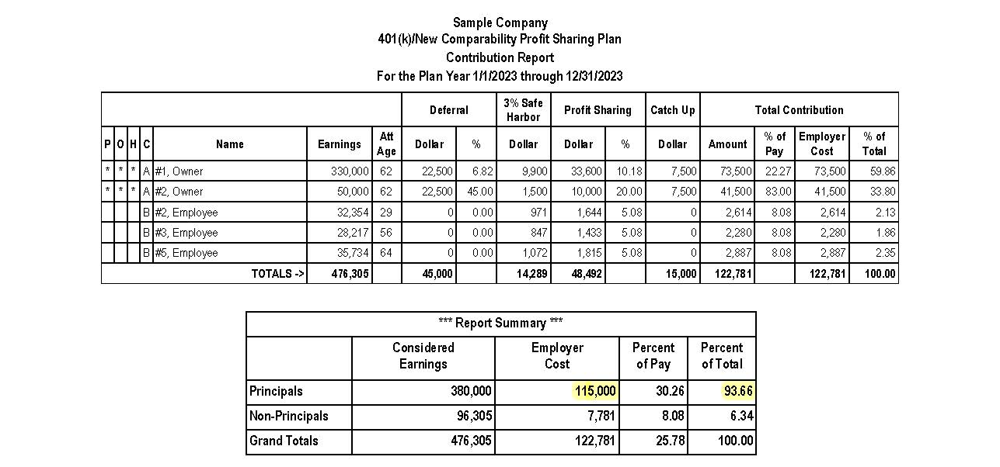 Sample Company
401(k)/New Comparability Profit Sharing Plan
Contribution Report
For the Plan Year 1/1/2023 through 12/31/2023
Deferral 3% Safe Harbor Profit Sharing Catch Up Total Contribution
P O H C Name Earnings Att Age Dollar % Dollar Dollar % Dollar Amount % of Pay Employer Cost % of Total
* * * A #1, Owner 330,000 62 22,500 6.82 9,900 33,600 10.18 7,500 73,500 22.27 73,500 59.86
* * * A #2, Owner 50,000 62 22,500 45.00 1,500 10,000 20.00 7,500 41,500 83.00 41,500 33.80
B #2, Employee 32,354 29 0 0.00 971 1,644 5.08 0 2,614 8.08 2,614 2.13
B #3, Employee 28,217 56 0 0.00 847 1,433 5.08 0 2,280 8.08 2,280 1.86
B #5, Employee 35,734 64 0 0.00 1,072 1,815 5.08 0 2,887 8.08 2,887 2.35
TOTALS -> 476,305 45,000 14,289 48,492 15,000 122,781 122,781 100.00
*** Report Summary ***
Considered Earnings Employer Cost Percent of Pay Percent of Total
Principals 380,000 115,000 30.26 93.66
Non-Principals 96,305 7,781 8.08 6.34
Grand Totals 476,305 122,781 25.78 100.00